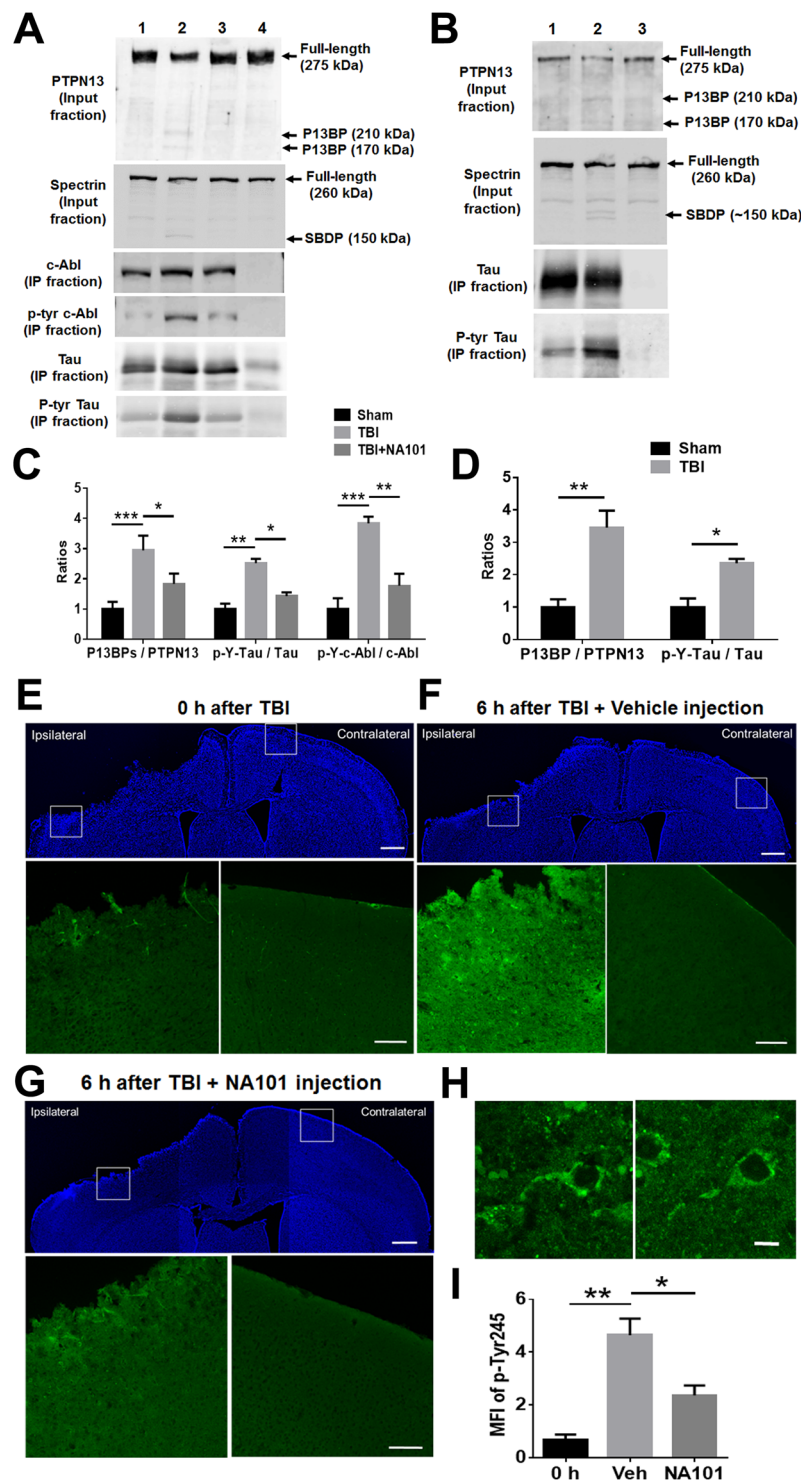 A
1 2 3 4
PTPN13
(Input
fraction)
Full-length
(275 kDa)
P13BP (210 kDa)
P13BP (170 kDa)
Spectrin
(Input
fraction)
Full-length
(260 kDa)
SBDP (150 kDa)
c-Abl
(IP fraction)
p-tyr c-Abl
(IP fraction)
Tau
(IP fraction)
P-tyr Tau
(IP fraction)
B
1 2 3
PTPN13
(Input
fraction)
Full-length
(275 kDa)
P13BP (210 kDa)
P13BP (170 kDa)
Spectrin
(Input
fraction)
Full-length
(260 kDa)
SBDP (~150 kDa)
Tau
(IP fraction)
P-tyr Tau
(IP fraction)
C
Sham
TBI
TBI+NA101
Ratios
5
4
3
2
1
0
*** *
** *
*** **
P13BPs / PTPN13 p-Y-Tau / Tau p-Y-c-Abl / c-Abl
D
Sham
TBI
Ratios
5
4
3
2
1
0
**
*
P13BP / PTPN13 p-Y-Tau / Tau
E
0 h after TBI
Ipsilateral Contralateral
F
6 h after TBI + Vehicle injection
Ipsilateral Contralateral
G
6 h after TBI + NA101 injection
Ipsilateral Contralateral
H
I
MFI of p-Tyr245
6
4
2
0
** *
0 h Veh NA101